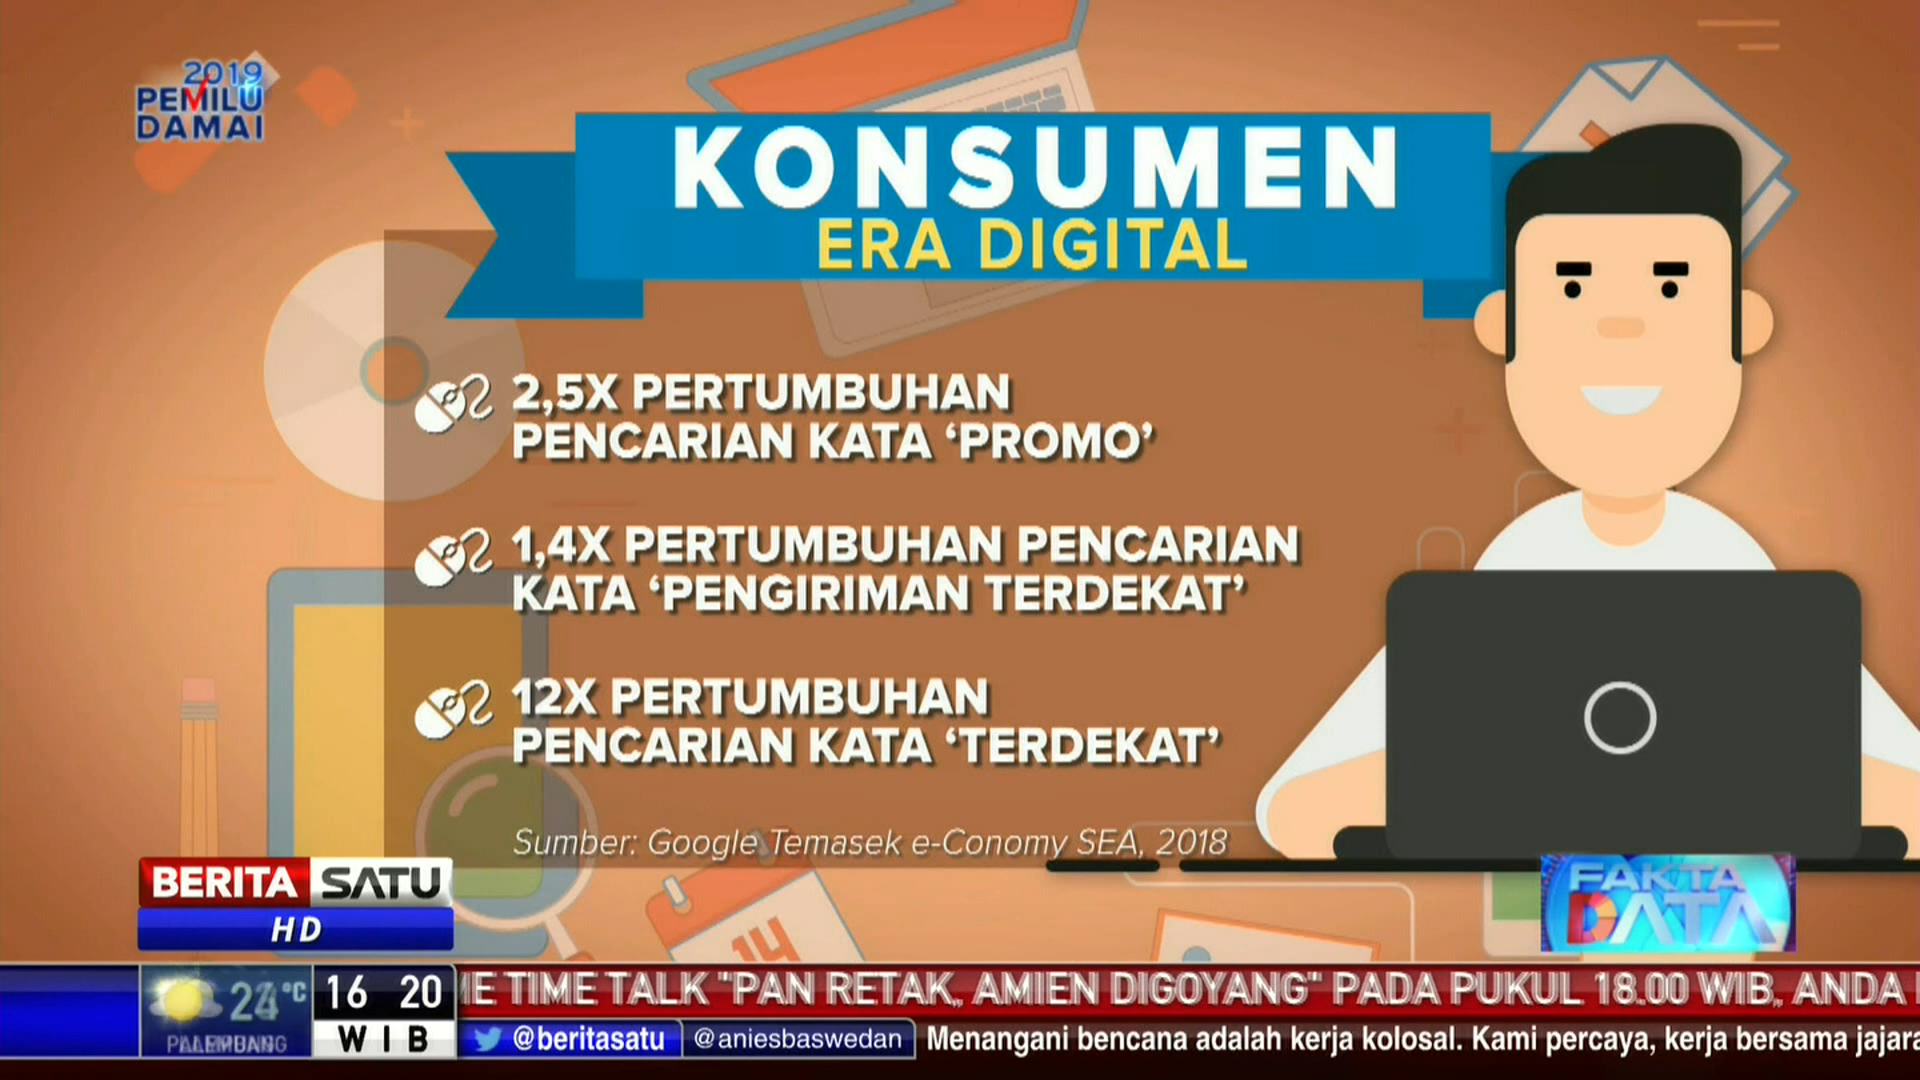 2019
PEMILU
DAMAI
KONSUMEN
ERA DIGITAL
2,5X PERTUMBUHAN
PENCARIAN KATA ‘PROMO’
1,4X PERTUMBUHAN PENCARIAN
KATA ‘PENGIRIMAN TERDEKAT’
12X PERTUMBUHAN
PENCARIAN KATA ‘TERDEKAT’
Sumber: Google Temasek e-Conomy SEA, 2018
14
BERITA SATU
HD
FAKTA
DATA
24°C
PALEMBANG
16 20
WIB
ME TIME TALK "PAN RETAK, AMIEN DIGOYANG" PADA PUKUL 18.00 WIB, ANDA
@beritasatu @aniesbaswedan Menangani bencana adalah kerja kolosal. Kami percaya, kerja bersama jajara